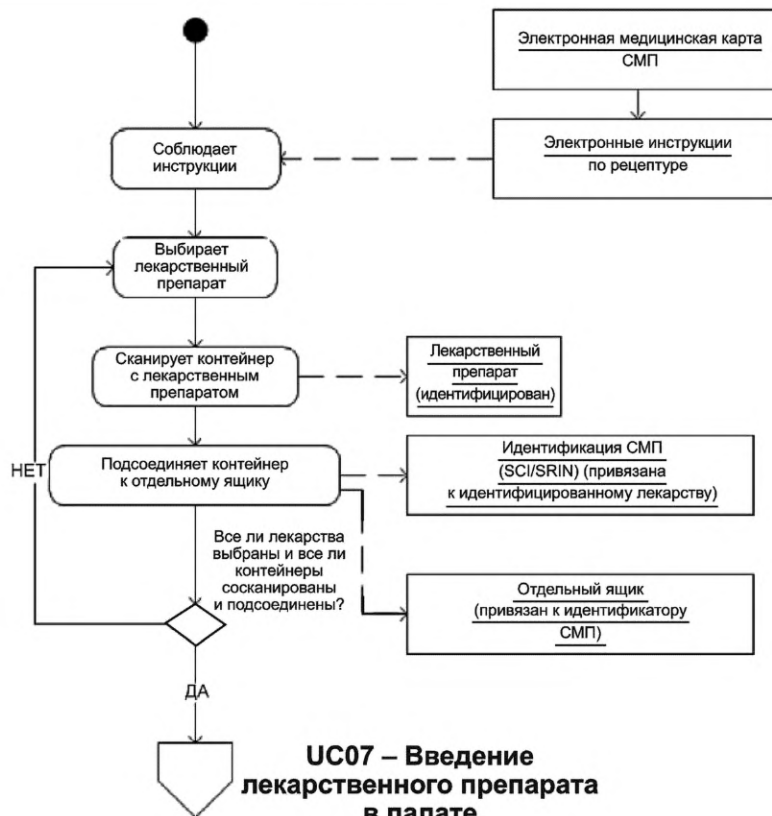 Электронная медицинская карта
СМП
Соблюдает
инструкции
Электронные инструкции
по рецептуре
Выбирает
лекарственный
препарат
Сканирует контейнер
с лекарственным
препаратом
Лекарственный
препарат
(идентифицирован)
НЕТ
Подсоединяет контейнер
к отдельному ящику
Идентификация СМП
(SCI/SRIN) (привязана
к идентифицированному лекарству)
Все ли лекарства
выбраны и все ли
контейнеры
сосканированы
и подсоединены?
Отдельный ящик
(привязан к идентификатору
СМП)
ДА
UC07 – Введение
лекарственного препарата
в палате